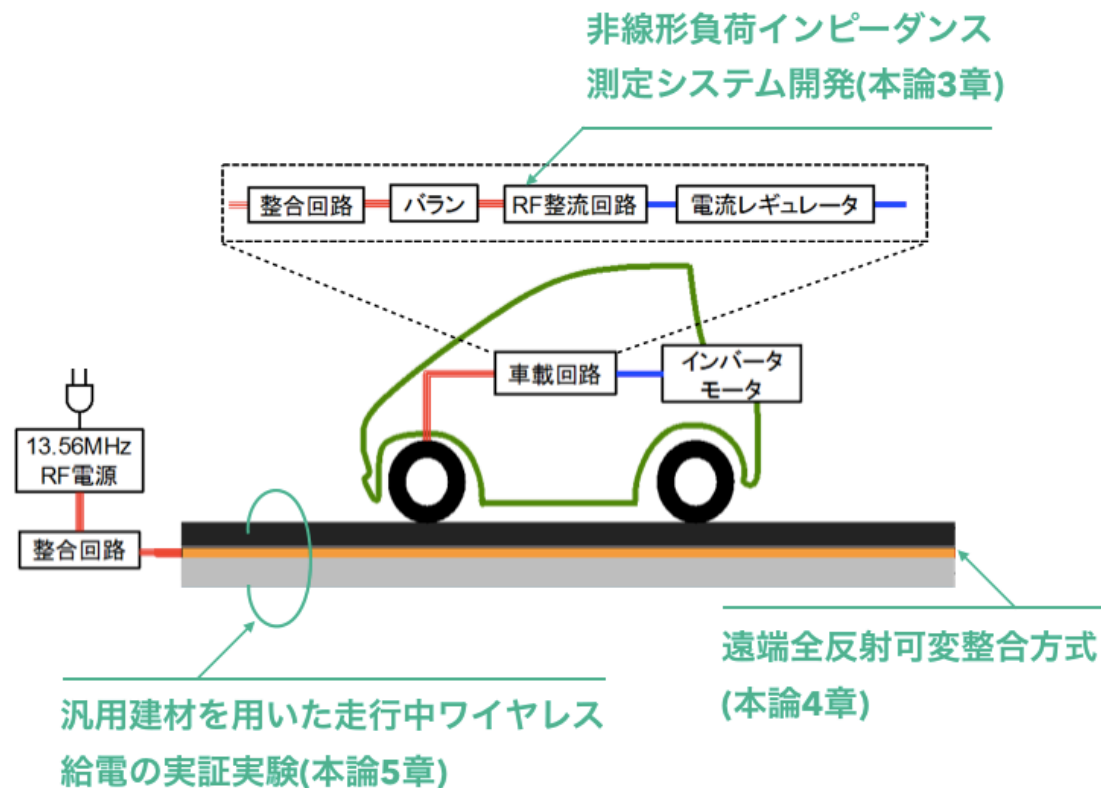 非線形負荷インピーダンス
測定システム開発(本論3章)
整合回路
バラン
RF整流回路
電流レギュレータ
車載回路
インバータ
モータ
13.56MHz
RF電源
整合回路
遠端全反射可変整合方式
(本論4章)
汎用建材を用いた走行中ワイヤレス
給電の実証実験(本論5章)